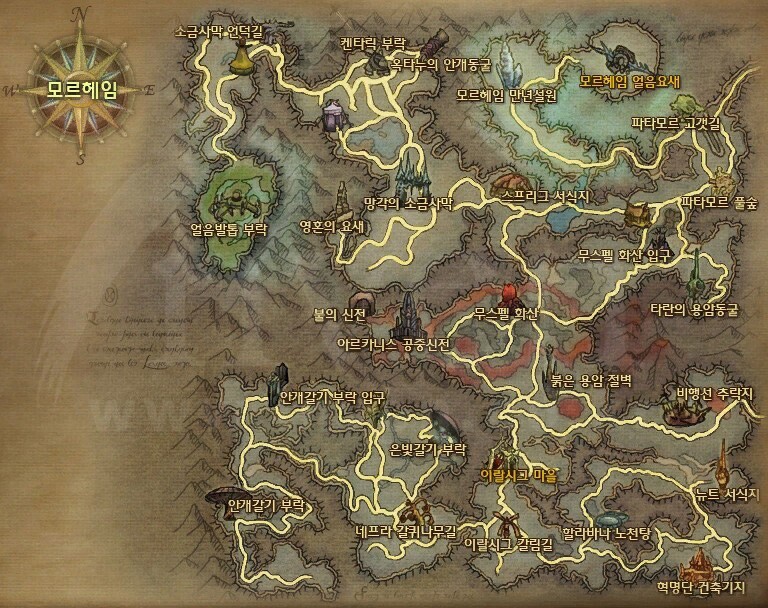 N
소금사막 언덕길
켄타릭 부락
옥타누의 안개동굴
모르헤임
W
E
모르헤임 얼음요새
모르헤임 만년설원
파타모르 고갯길
S
스프리그 서식지
망각의 소금사막
파타모르 풀숲
얼음발톱 부락
영혼의 요새
무스펠 화산 입구
타란의 용암동굴
불의 신전
무스펠 화산
아르카니스 공중신전
붉은 용암 절벽
비행선 추락지
안개갈기 부락 입구
은빛갈기 부락
이랄시그 마을
뉴트 서식지
안개갈기 부락
네프라 갈퀴나무길
이랄시그 갈림길
할라바나 노천탕
혁명단 건축기지